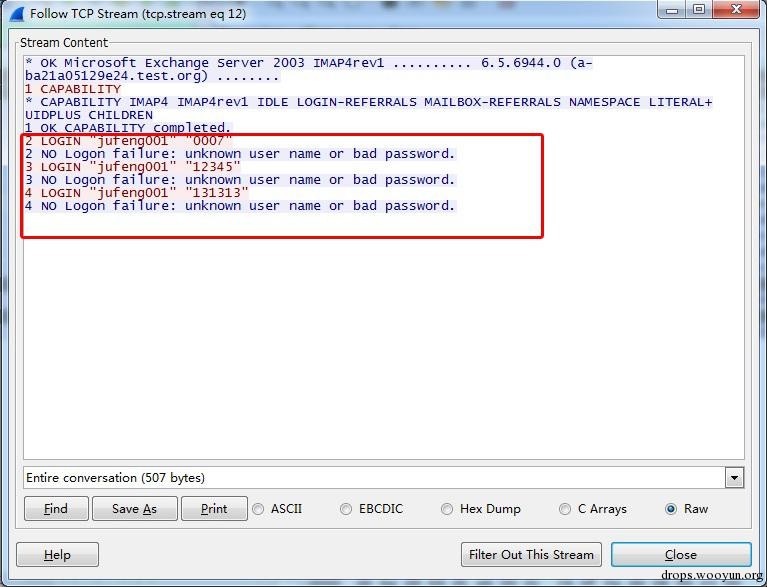 Follow TCP Stream (tcp.stream eq 12)
Stream Content
* OK Microsoft Exchange Server 2003 IMAP4rev1 .......... 6.5.6944.0 (a-
ba21a05129e24.test.org) ........
1 CAPABILITY
* CAPABILITY IMAP4 IMAP4rev1 IDLE LOGIN-REFERRALS MAILBOX-REFERRALS NAMESPACE LITERAL+
UIDPLUS CHILDREN
1 OK CAPABILITY completed.
2 LOGIN "jufeng001" "0007"
2 NO Logon failure: unknown user name or bad password.
3 LOGIN "jufeng001" "12345"
3 NO Logon failure: unknown user name or bad password.
4 LOGIN "jufeng001" "131313"
4 NO Logon failure: unknown user name or bad password.
Entire conversation (507 bytes)
Find Save As Print ASCII EBCDIC Hex Dump C Arrays Raw
Help Filter Out This Stream Close
drops.wooyun.org